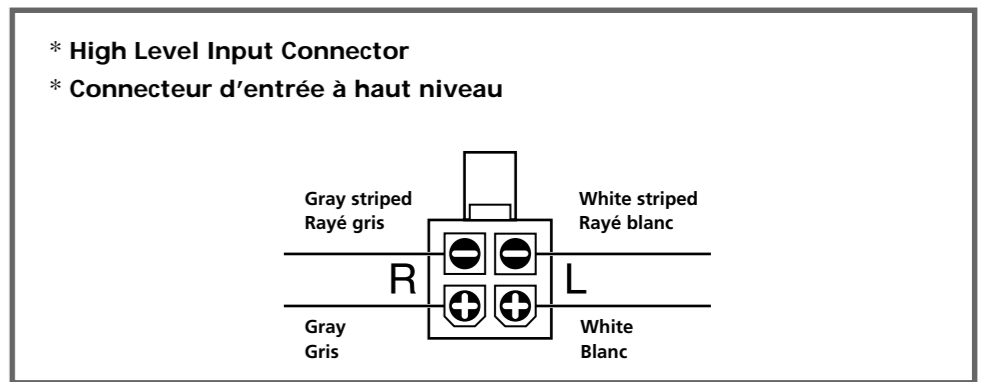 * High Level Input Connector
* Connecteur d’entrée à haut niveau
Gray striped
Rayé gris
White striped
Rayé blanc
R
L
Gray
Gris
White
Blanc